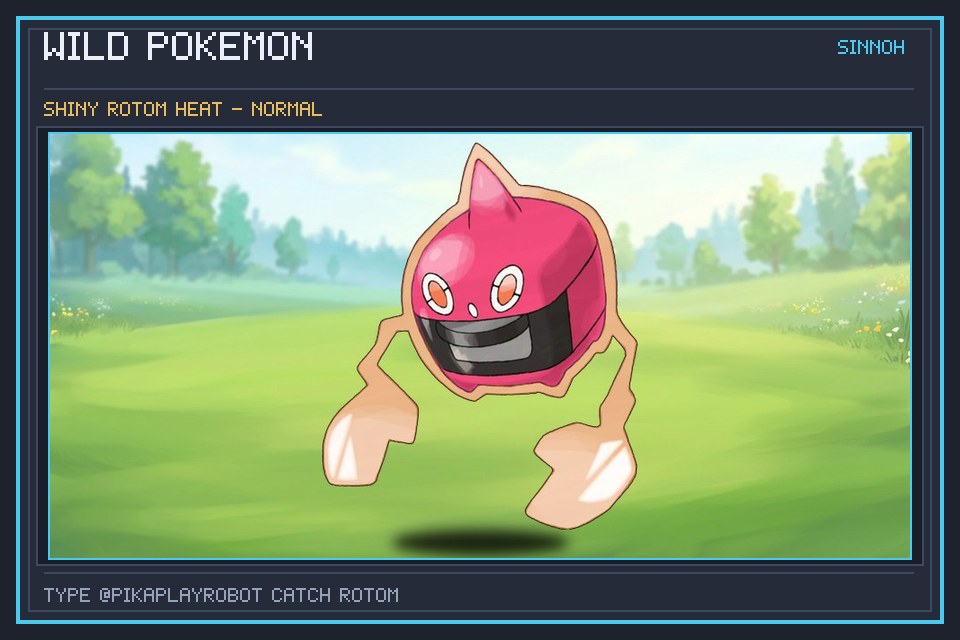 WILD POKEMON
SINNOH
SHINY ROTOM HEAT - NORMAL
TYPE @PIKAPLAYROBOT CATCH ROTOM